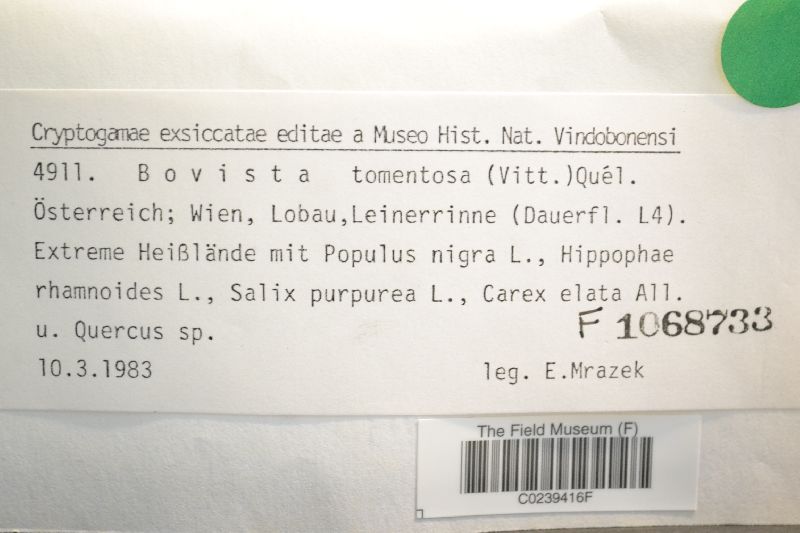 Cryptogamae exsiccatae editae a Museo Hist. Nat. Vindobonensi
4911. Bovista tomentosa (Vitt.)Quél.
Österreich; Wien, Lobau,Leinerrinne (Dauerfl. L4).
Extreme Heißlände mit Populus nigra L., Hippophae
rhamnoides L., Salix purpurea L., Carex elata All.
u. Quercus sp.
F 1068733
10.3.1983 leg. E.Mrazek
The Field Museum (F)
C0239416F